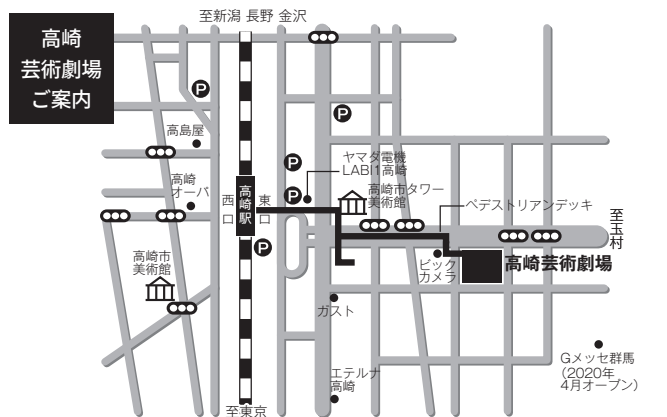 高崎
芸術劇場
ご案内
至新潟 長野 金沢
P
P
高島屋
P
ヤマダ電機
LABI1高崎
高崎
オーパ
西口
高崎駅
東口
P
高崎市タワー
美術館
ペデストリアンデッキ
至玉村
高崎市
美術館
P
ビック
カメラ
高崎芸術劇場
ガスト
Gメッセ群馬
(2020年
4月オープン)
エテルナ
高崎
至東京